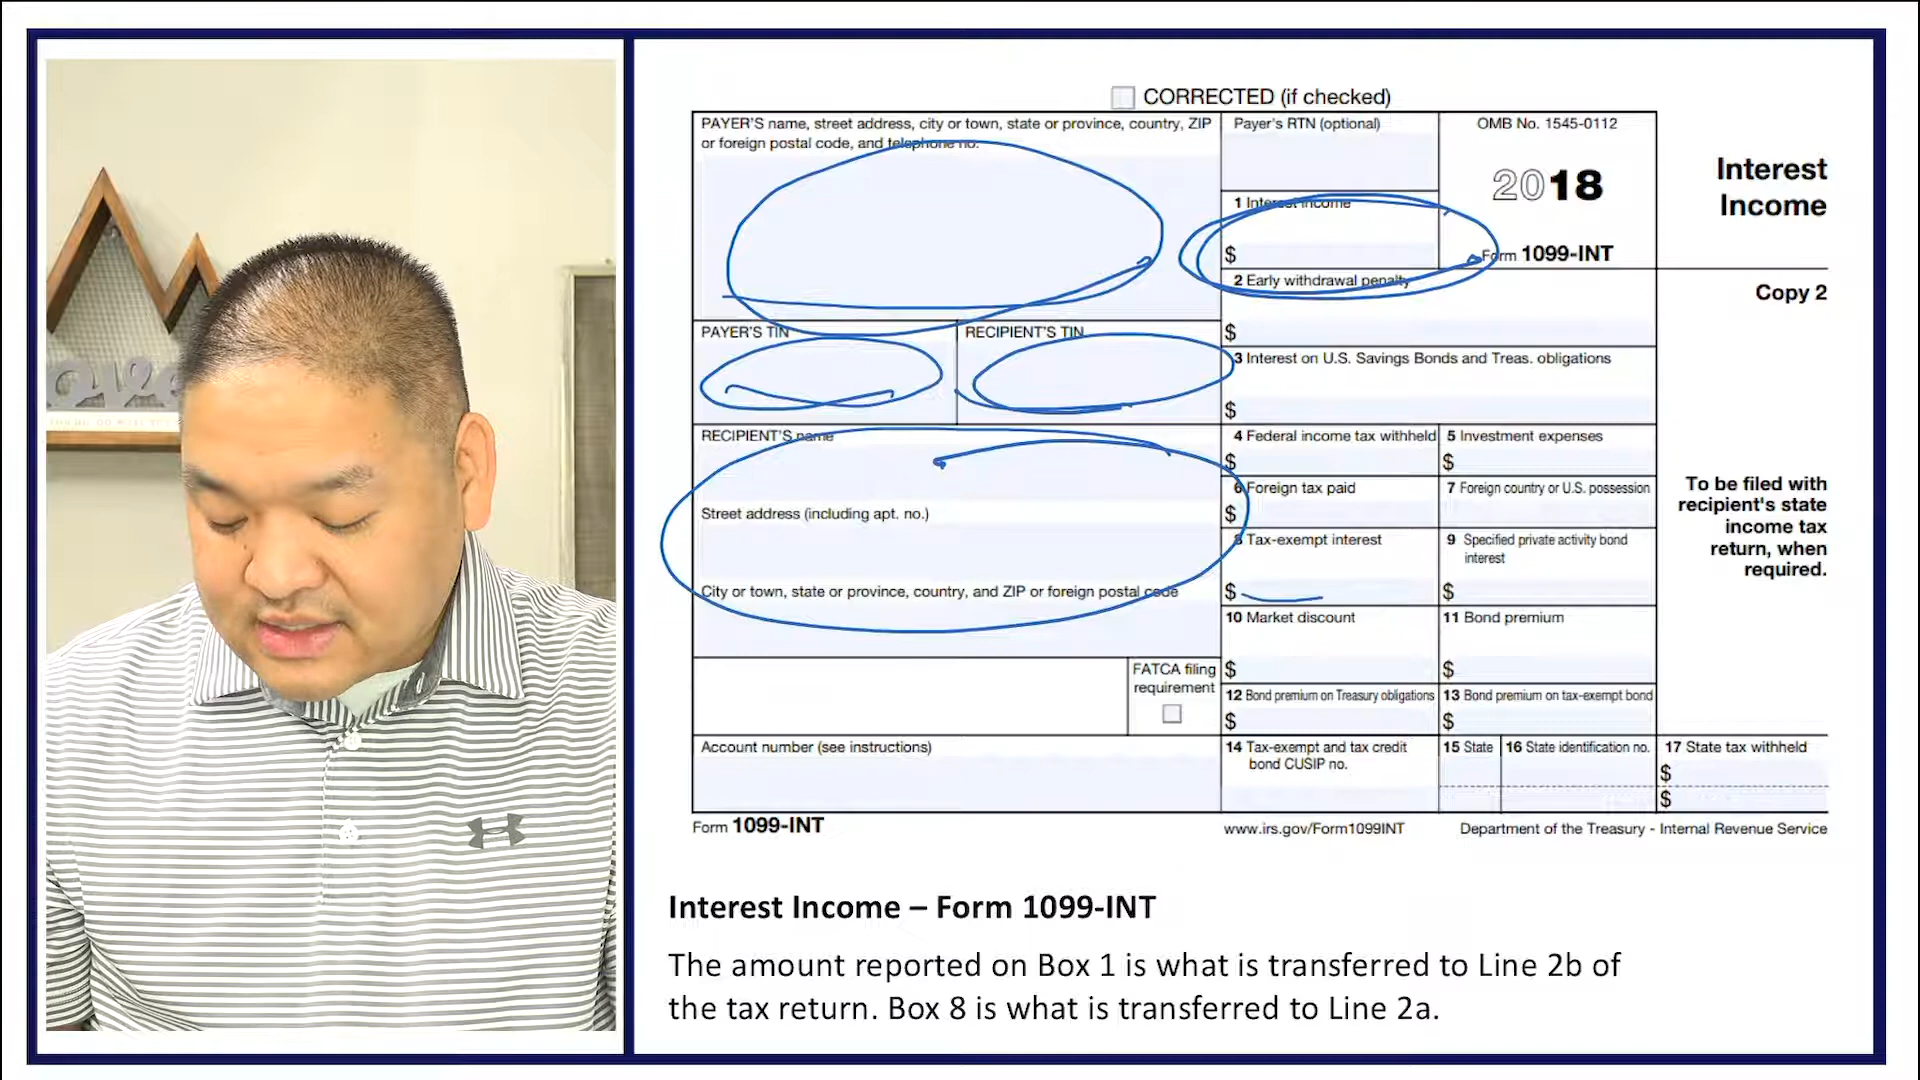 CORRECTED (if checked)
PAYER'S name, street address, city or town, state or province, country, ZIP
or foreign postal code, and telephone no.
Payer's RTN (optional)
OMB No. 1545-0112
2018
Form 1099-INT
Interest
Income
1 Interest income
$
2 Early withdrawal penalty
$
Copy 2
PAYER'S TIN
RECIPIENT'S TIN
3 Interest on U.S. Savings Bonds and Treas. obligations
$
RECIPIENT'S name
4 Federal income tax withheld
$
5 Investment expenses
$
Street address (including apt. no.)
6 Foreign tax paid
$
7 Foreign country or U.S. possession
To be filed with
recipient's state
income tax
return, when
required.
8 Tax-exempt interest
$
9 Specified private activity bond
interest
$
City or town, state or province, country, and ZIP or foreign postal code
10 Market discount
$
11 Bond premium
$
FATCA filing
requirement
12 Bond premium on Treasury obligations
$
13 Bond premium on tax-exempt bond
$
Account number (see instructions)
14 Tax-exempt and tax credit
bond CUSIP no.
15 State
16 State identification no.
17 State tax withheld
$
$
Form 1099-INT
www.irs.gov/Form1099INT
Department of the Treasury - Internal Revenue Service
Interest Income – Form 1099-INT
The amount reported on Box 1 is what is transferred to Line 2b of
the tax return. Box 8 is what is transferred to Line 2a.